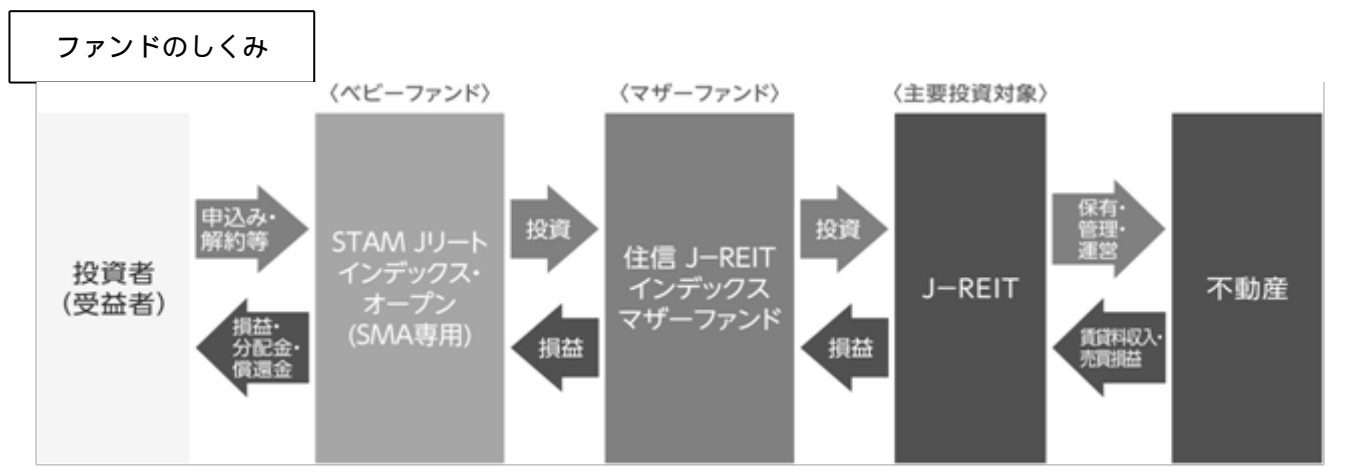 ファンドのしくみ
〈ベビーファンド〉
〈マザーファンド〉
〈主要投資対象〉
投資者
(受益者)
申込み・
解約等
損益・
分配金・
償還金
STAM Jリート
インデックス・
オープン
(SMA専用)
投資
損益
住信 J-REIT
インデックス
マザーファンド
投資
損益
J-REIT
保有・
管理・
運営
賃貸料収入・
売買損益
不動産